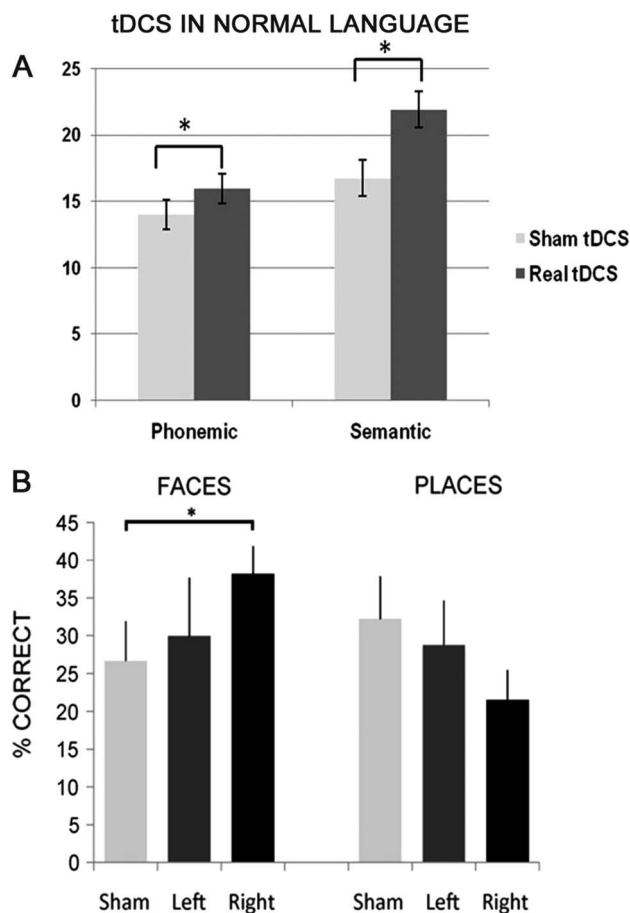 tDCS IN NORMAL LANGUAGE
A
25
20
15
10
5
0
*
*
Sham tDCS
Real tDCS
Phonemic
Semantic
B
FACES
PLACES
% CORRECT
45
40
35
30
25
20
15
10
5
0
*
Sham Left Right
Sham Left Right